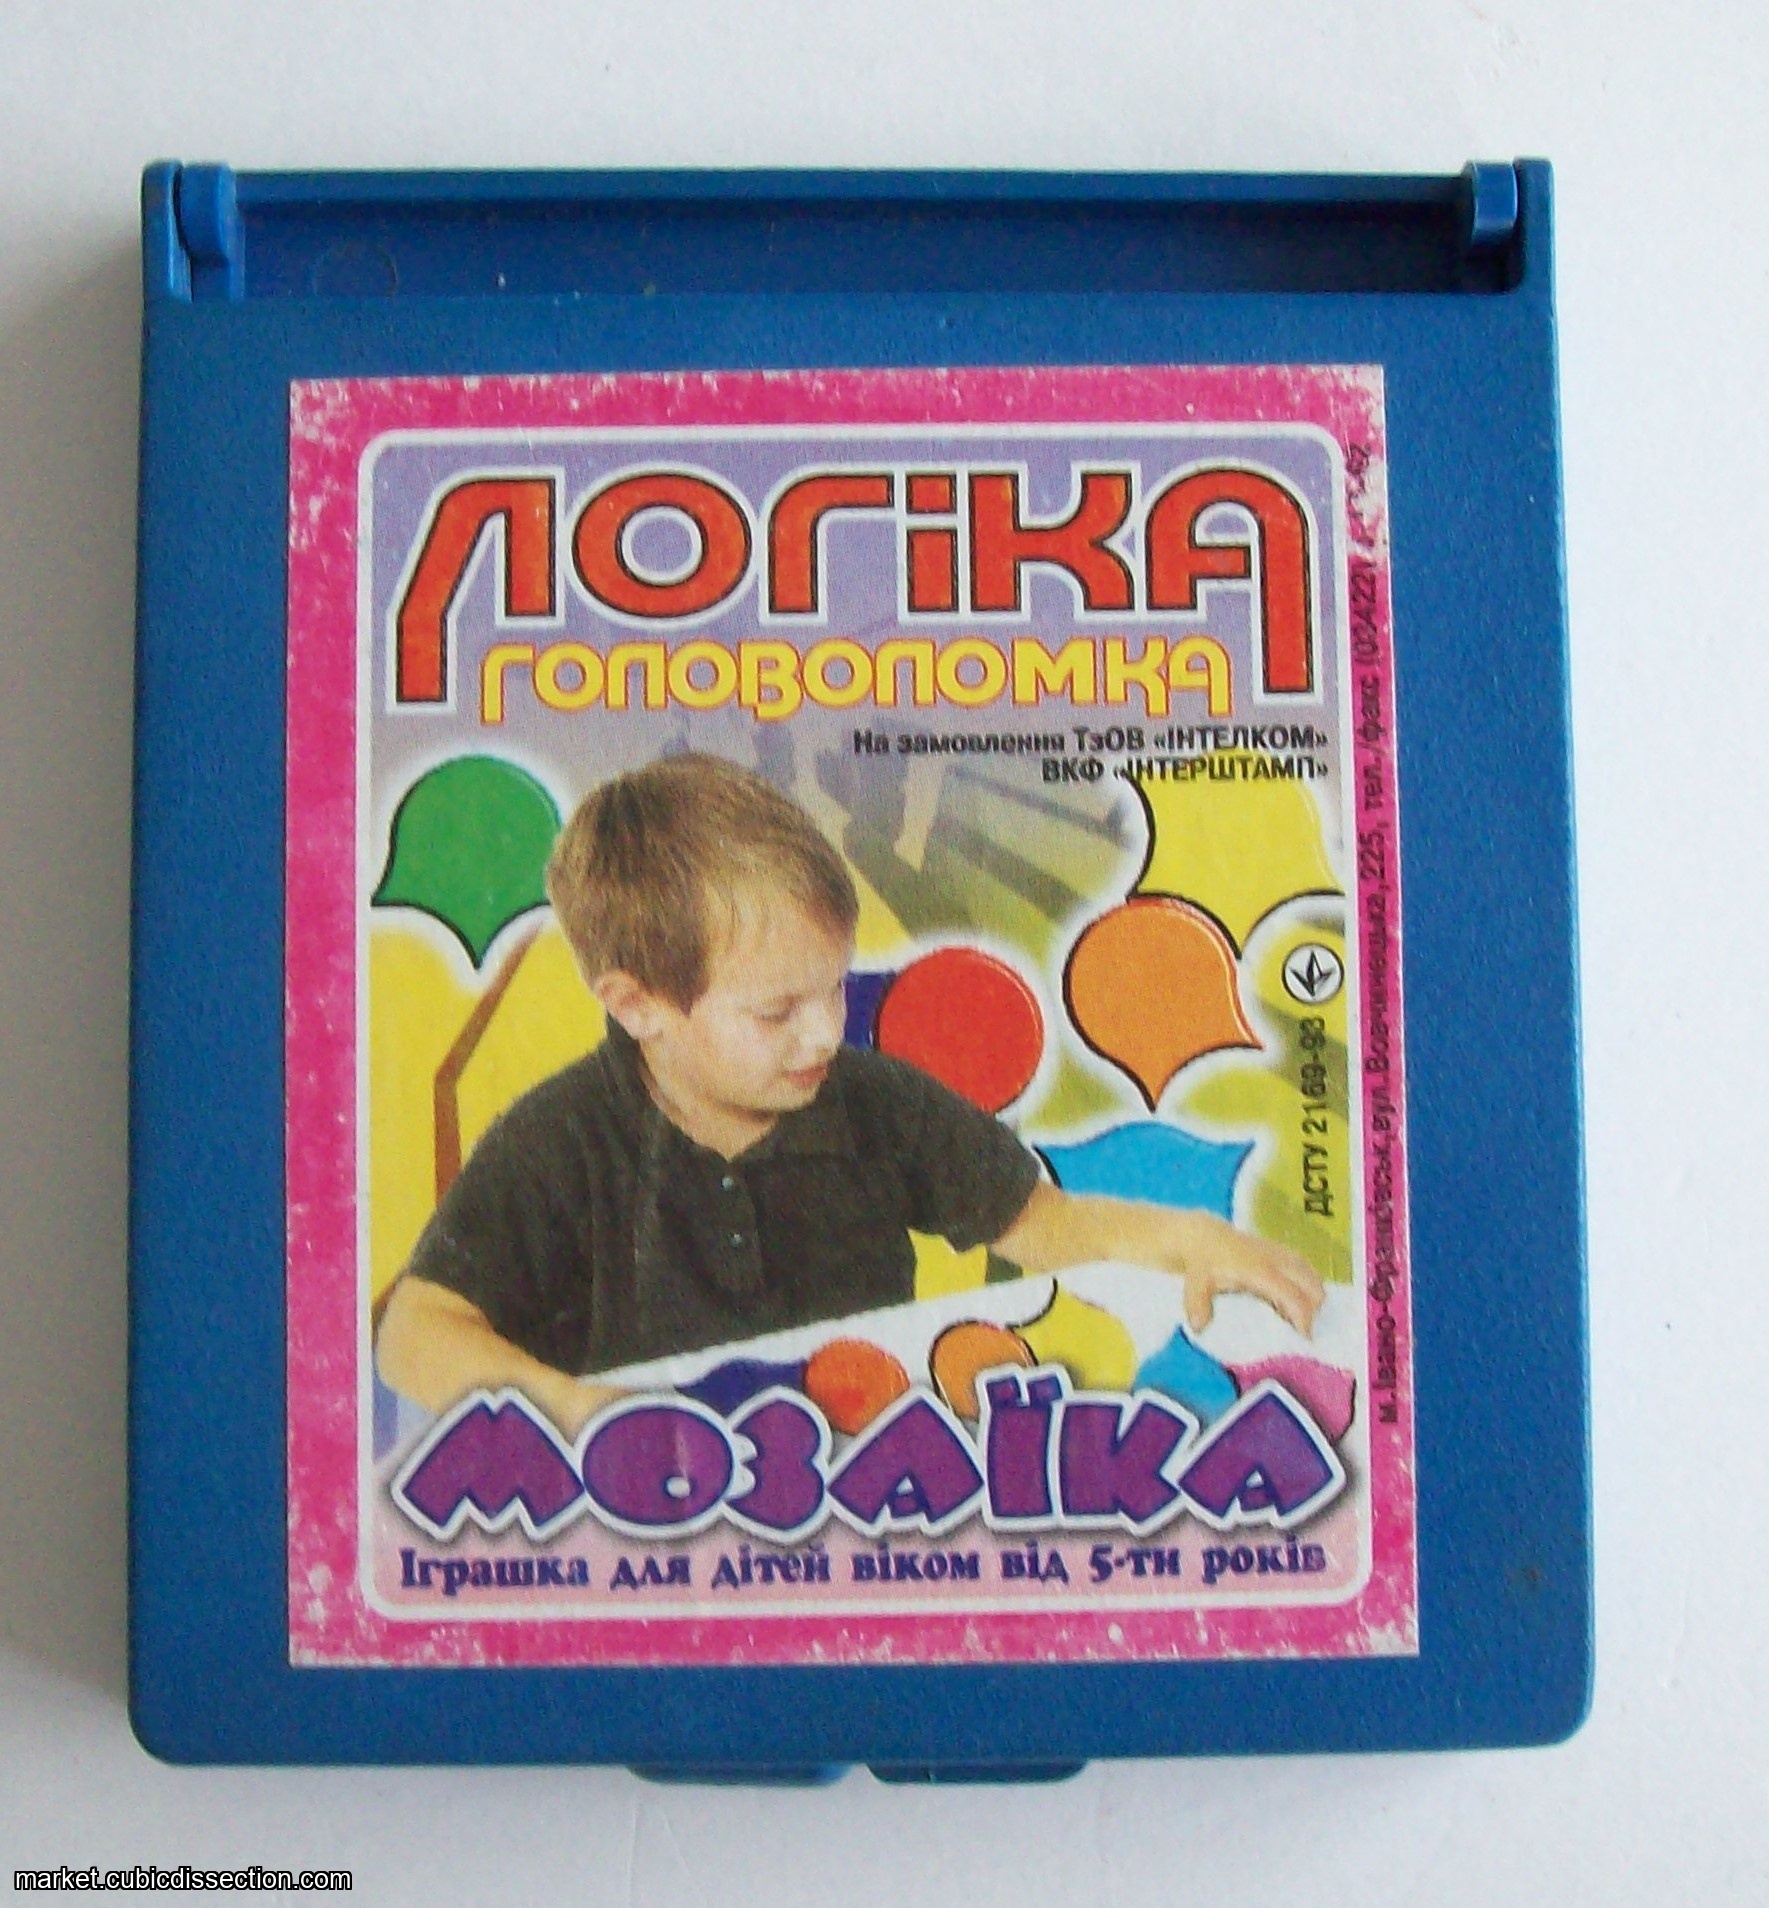 ЛОГІКА
ГОЛОВОЛОМКА
На замовлення ТзОВ «ІНТЕЛКОМ»
ВКФ «ІНТЕРШТАМП»
ДСТУ 2169-93
м.Івано-Франківськ,вул.Вовчинецька,225, тел./факс (03422)
МОЗАЇКА
Іграшка для дітей віком від 5-ти років
market.cubicdissection.com